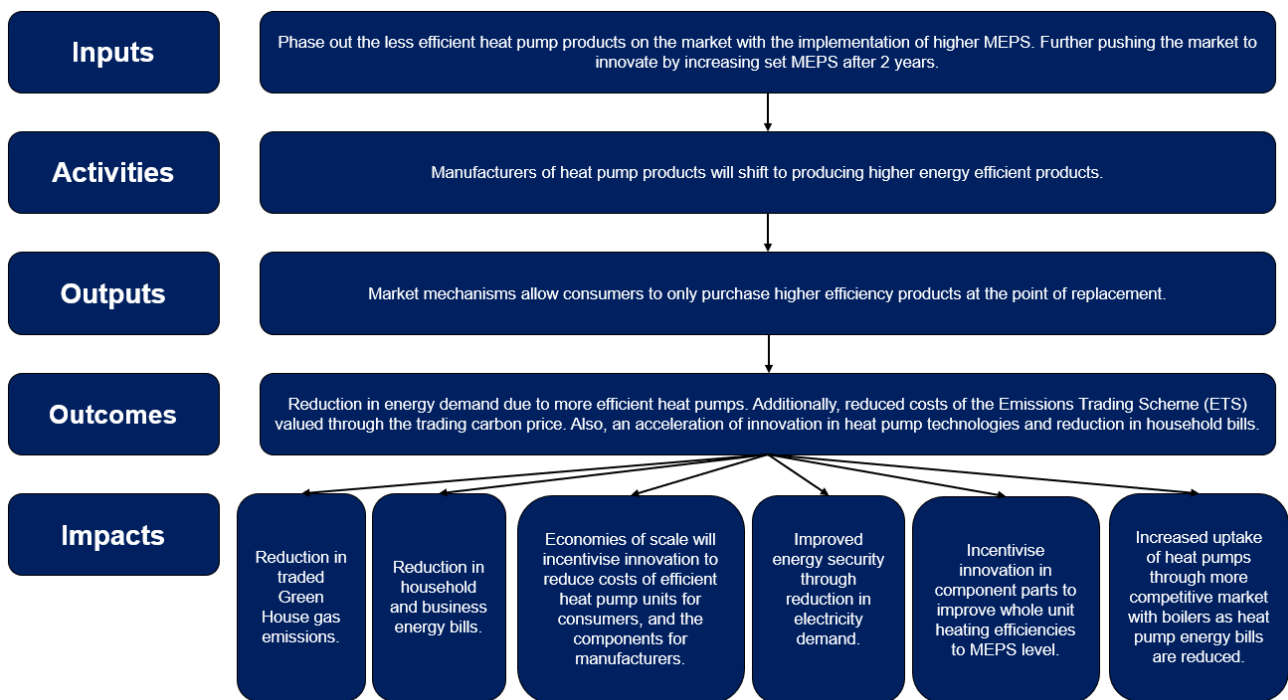 Inputs
Phase out the less efficient heat pump products on the market with the implementation of higher MEPS. Further pushing the market to
innovate by increasing set MEPS after 2 years.
Activities
Manufacturers of heat pump products will shift to producing higher energy efficient products.
Outputs
Market mechanisms allow consumers to only purchase higher efficiency products at the point of replacement.
Outcomes
Reduction in energy demand due to more efficient heat pumps. Additionally, reduced costs of the Emissions Trading Scheme (ETS)
valued through the trading carbon price. Also, an acceleration of innovation in heat pump technologies and reduction in household bills.
Impacts
Reduction in
traded
Green
House gas
emissions.
Reduction in
household
and business
energy bills.
Economies of scale will
incentivise innovation to
reduce costs of efficient
heat pump units for
consumers, and the
components for
manufacturers.
Improved
energy security
through
reduction in
electricity
demand.
Incentivise
innovation in
component parts to
improve whole unit
heating efficiencies
to MEPS level.
Increased uptake
of heat pumps
through more
competitive market
with boilers as heat
pump energy bills
are reduced.